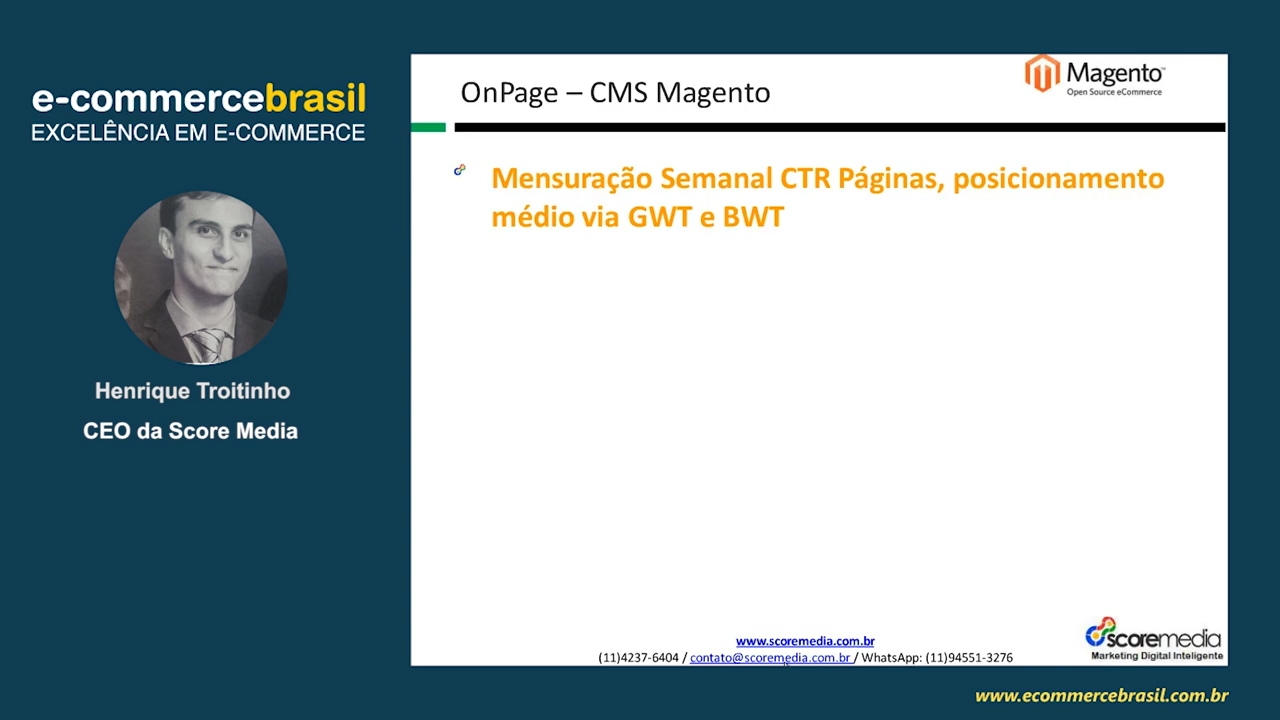 e-commercebrasil
EXCELÊNCIA EM E-COMMERCE
Henrique Troitinho
CEO da Score Media
OnPage – CMS Magento
Magento™
Open Source eCommerce
Mensuração Semanal CTR Páginas, posicionamento
médio via GWT e BWT
www.scoremedia.com.br
(11)4237-6404 / contato@scoremedia.com.br / WhatsApp: (11)94551-3276
scoremedia
Marketing Digital Inteligente
www.ecommercebrasil.com.br